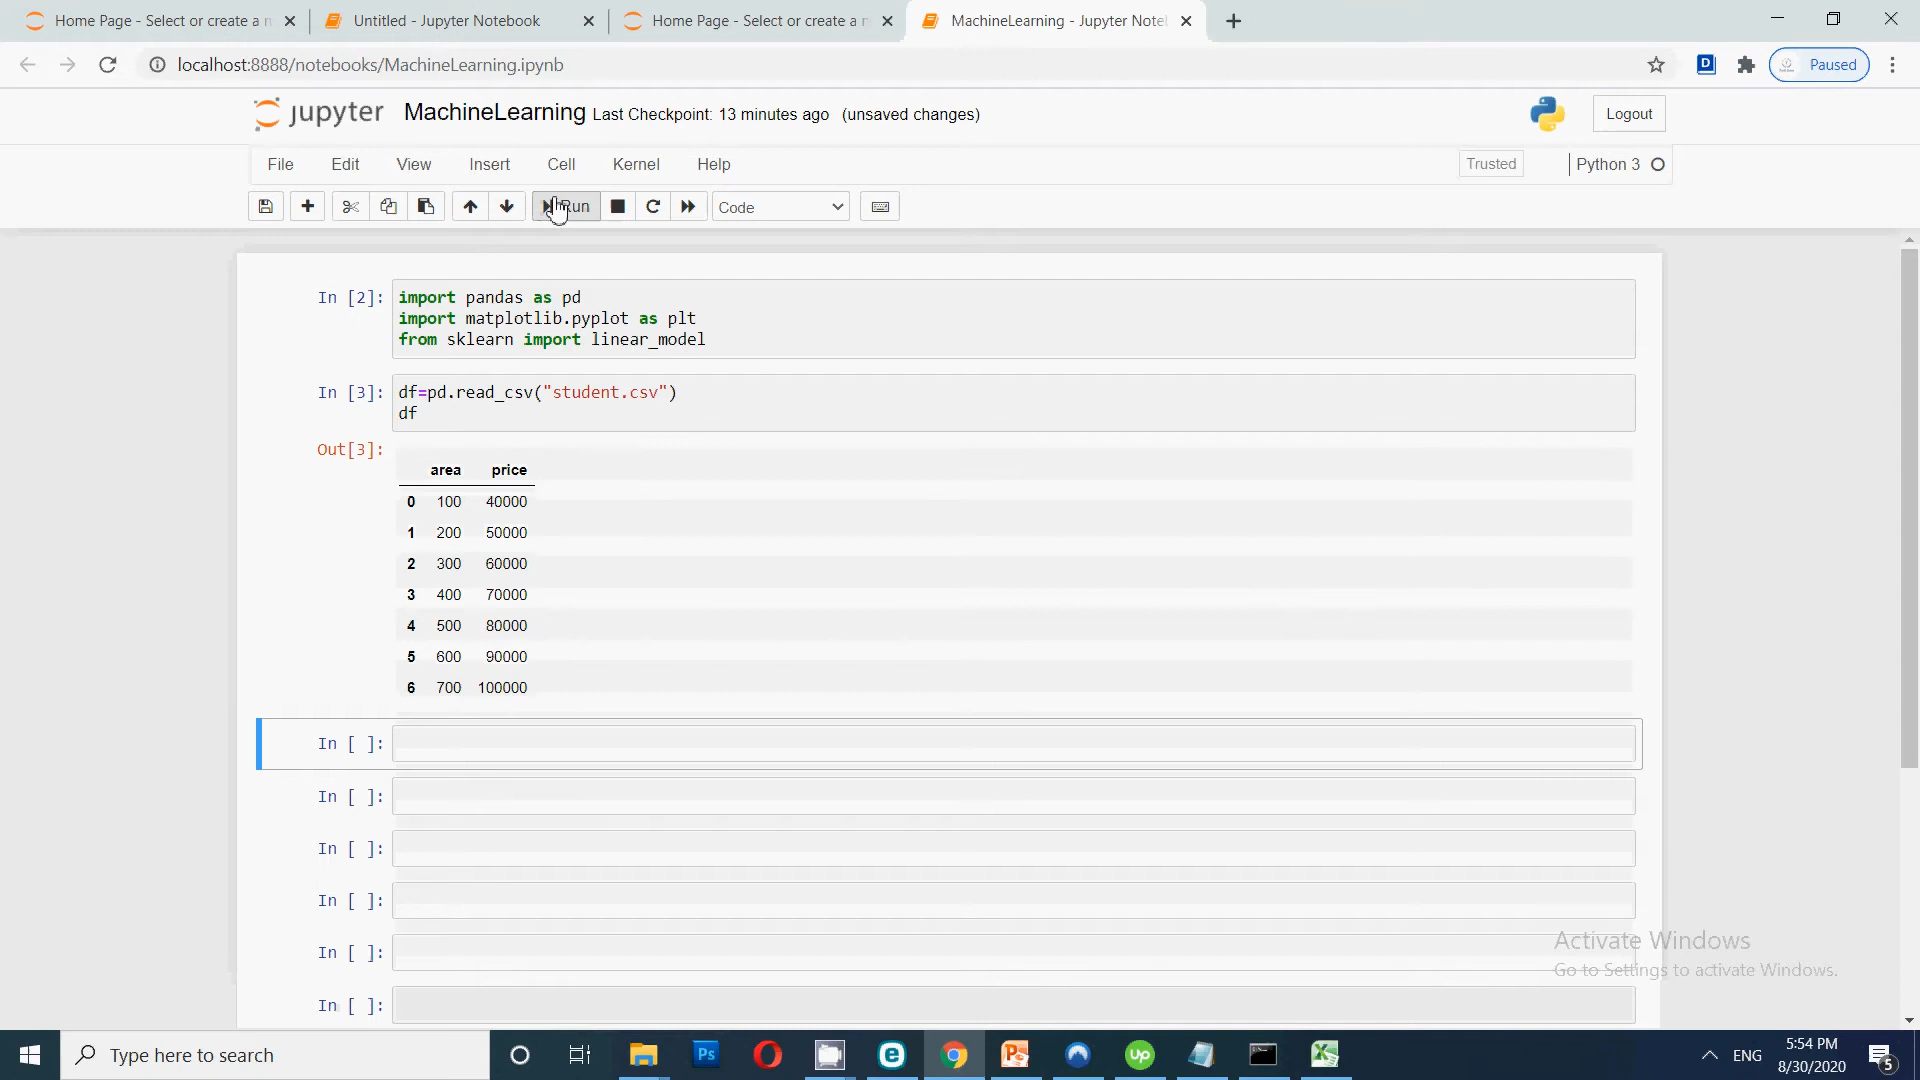 Home Page - Select or create a n
Untitled - Jupyter Notebook
Home Page - Select or create a n
MachineLearning - Jupyter Note
localhost:8888/notebooks/MachineLearning.ipynb
Paused
jupyter MachineLearning Last Checkpoint: 13 minutes ago (unsaved changes)
Logout
File Edit View Insert Cell Kernel Help
Trusted
Python 3
Run
Code
In [2]:
import pandas as pd
import matplotlib.pyplot as plt
from sklearn import linear_model
In [3]:
df=pd.read_csv("student.csv")
df
Out[3]:
area price
0 100 40000
1 200 50000
2 300 60000
3 400 70000
4 500 80000
5 600 90000
6 700 100000
In [ ]:
In [ ]:
In [ ]:
In [ ]:
In [ ]:
In [ ]:
Activate Windows
Go to Settings to activate Windows.
Type here to search
Ps
up
ENG
5:54 PM
8/30/2020
5